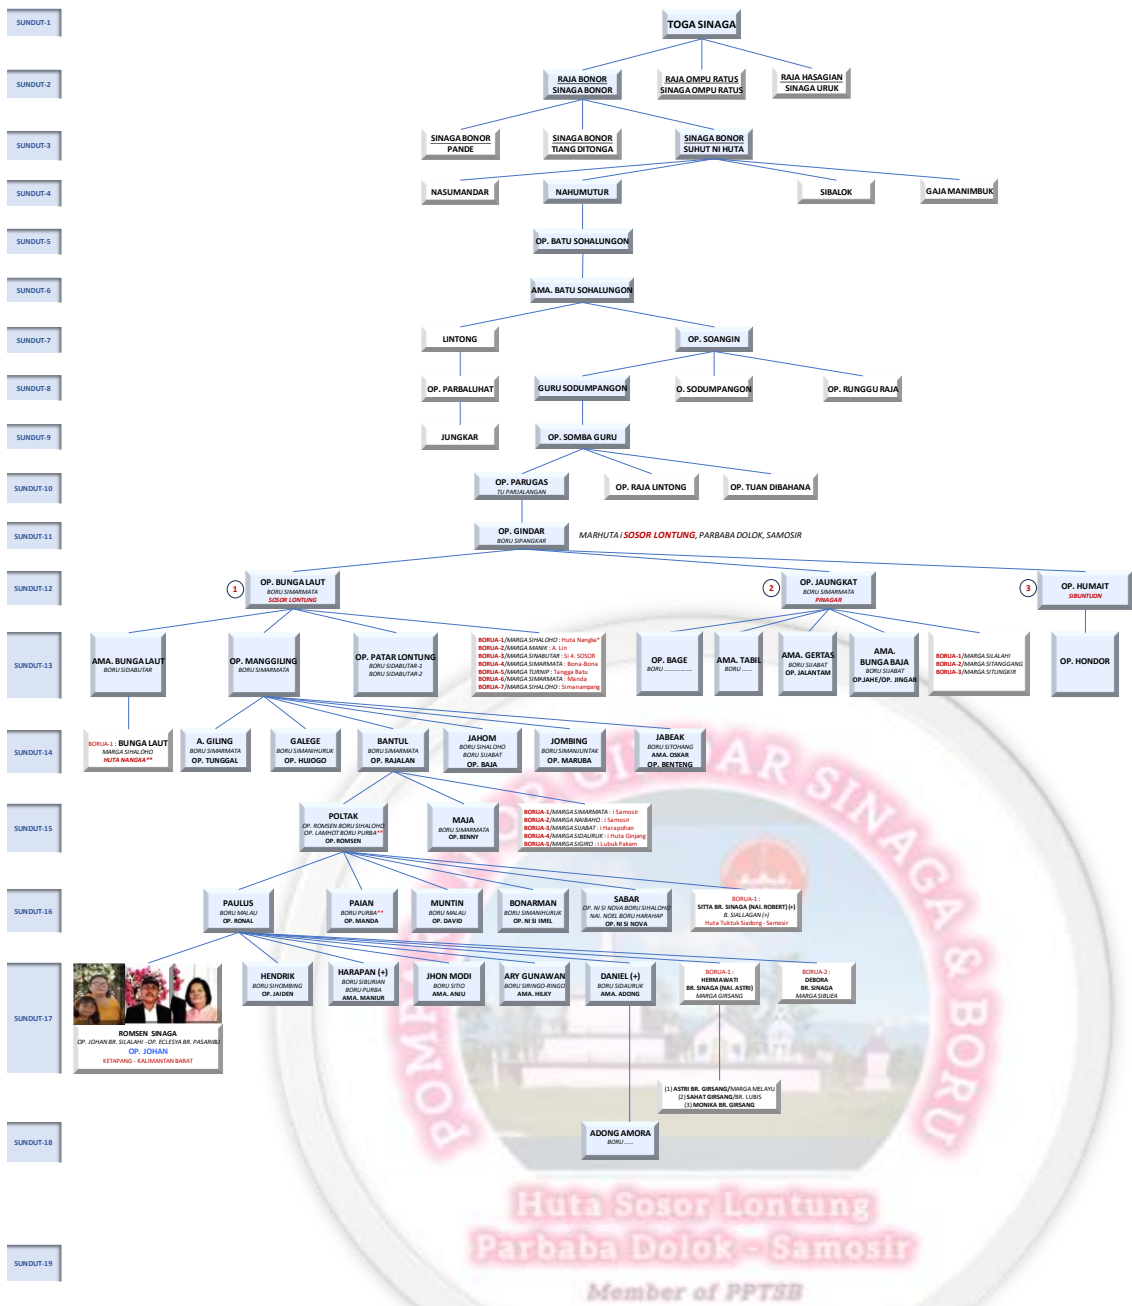 SUNDUT-1
TOGA SINAGA
SUNDUT-2
RAJA BONOR
SINAGA BONOR
RAJA OMPU RATUS
SINAGA OMPU RATUS
RAJA HASAGIAN
SINAGA URUK
SUNDUT-3
SINAGA BONOR
PANDE
SINAGA BONOR
TIANG DITONGA
SINAGA BONOR
SUHUT NI HUTA
SUNDUT-4
NASUMANDAR
NAHUMUTUR
SIBALOK
GAJA MANIMBUK
SUNDUT-5
OP. BATU SOHALUNGON
SUNDUT-6
AMA. BATU SOHALUNGON
SUNDUT-7
LINTONG
OP. SOANGIN
SUNDUT-8
OP. PARBALUHAT
GURU SODUMPANGON
O. SODUMPANGON
OP. RUNGGU RAJA
SUNDUT-9
JUNGKAR
OP. SOMBA GURU
SUNDUT-10
OP. PARUGAS
TU PARJALANGAN
OP. RAJA LINTONG
OP. TUAN DIBAHANA
SUNDUT-11
OP. GINDAR
BORU SIPANGKAR
MARHUTA i SOSOR LONTUNG, PARBABA DOLOK, SAMOSIR
SUNDUT-12
1
OP. BUNGA LAUT
BORU SIMARMATA
SOSOR LONTUNG
2
OP. JAUNGKAT
BORU SIMARMATA
PINAGAR
3
OP. HUMAIT
SIBUNTUON
SUNDUT-13
AMA. BUNGA LAUT
BORU SIDABUTAR
OP. MANGGILING
BORU SIMARMATA
OP. PATAR LONTUNG
BORU SIDABUTAR-2
BORU SIDABUTAR-2
BORUA-1/MARGA SIHALOHO : Huta Nangka*
BORUA-2/MARGA MANIK : A. Lin
BORUA-3/MARGA SINABUTAR : Si 4. SOSOR
BORUA-4/MARGA SIMARMATA : Bona-Bona
BORUA-5/MARGA TURNIP : Tangga Batu
BORUA-6/MARGA SIMARMATA : Menda
BORUA-7/MARGA SIHALOHO : Simanampang
OP. BAGE
BORU ..................
AMA. TABIL
BORU ......
AMA. GERTAS
BORU SIJABAT
OP. JALANTAM
AMA.
BUNGA BAJA
BORU SIJABAT
OP.JAHE/OP. JINGAR
BORUA-1/MARGA SILALAHI
BORUA-2/MARGA SITANGGANG
BORUA-3/MARGA SITUNGKIR
OP. HONDOR
SUNDUT-14
BORUA-1 : BUNGA LAUT
MARGA SIHALOHO
HUTA NANGKA**
A. GILING
BORU SIMARMATA
OP. TUNGGAL
GALEGE
BORU SIMANIHURUK
OP. HUJOGO
BANTUL
BORU SIMARMATA
OP. RAJALAN
JAHOM
BORU SIHALOHO
BORU SIJABAT
OP. BAJA
JOMBING
BORU SIMANJUNTAK
OP. MARUBA
JABEAK
BORU SITOHANG
AMA. OSKAR
OP. BENTENG
SUNDUT-15
POLTAK
OP. ROMSEN BORU SIHALOHO
OP. LAMHOT BORU PURBA**
OP. ROMSEN
MAJA
BORU SIMARMATA
OP. BENNY
BORUA-1/MARGA SIMARMATA : i Samosir
BORUA-2/MARGA NAIBAHO : i Samosir
BORUA-3/MARGA SIJABAT : i Harapohan
BORUA-4/MARGA SIDAURUK : i Huta Ginjang
BORUA-5/MARGA SIGIRO : i Lubuk Pakam
SUNDUT-16
PAULUS
BORU MALAU
OP. RONAL
PAIAN
BORU PURBA**
OP. MANDA
MUNTIN
BORU MALAU
OP. DAVID
BONARMAN
BORU SIMANIHURUK
OP. NI SI IMEL
SABAR
OP. NI SI NOVA BORU SIHALOHO
NAI. NOEL BORU HARAHAP
OP. NI SI NOVA
BORUA-1 :
SITTA BR. SINAGA (NAI. ROBERT) (+)
B. SIALLAGAN (+)
Huta Tuktuk Siadong - Samosir
SUNDUT-17
ROMSEN SINAGA
OP. JOHAN BR. SILALAHI - OP. ECLESYA BR. PASARIBU
OP. JOHAN
KETAPANG - KALIMANTAN BARAT
HENDRIK
BORU SIHOMBING
OP. JAIDEN
HARAPAN (+)
BORU SIBURIAN
BORU PURBA
AMA. MANIUR
JHON MODI
BORU SITIO
AMA. ANJU
ARY GUNAWAN
BORU SIRINGO-RINGO
AMA. HILKY
DANIEL (+)
BORU SIDAURUK
AMA. ADONG
BORUA-1 :
HERMAWATI
BR. SINAGA (NAI. ASTRI)
MARGA GIRSANG
BORUA-2 :
DEBORA
BR. SINAGA
MARGA SIBUEA
(1) ASTRI BR. GIRSANG/MARGA MELAYU
(2) SAHAT GIRSANG/BR. LUBIS
(3) MONIKA BR. GIRSANG
SUNDUT-18
ADONG AMORA
BORU .....
SUNDUT-19
Huta Sosor Lontung
Parbaba Dolok - Samosir
Member of PPTSB